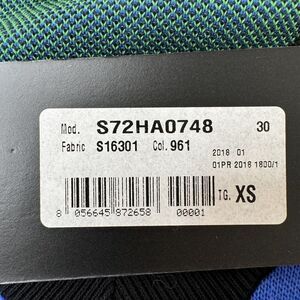 Mod. S72HA0748 30
Fabric S16301 Col. 961
2018 01
01PR 2018 1800/1
TG. XS
8 056645 872658 00001